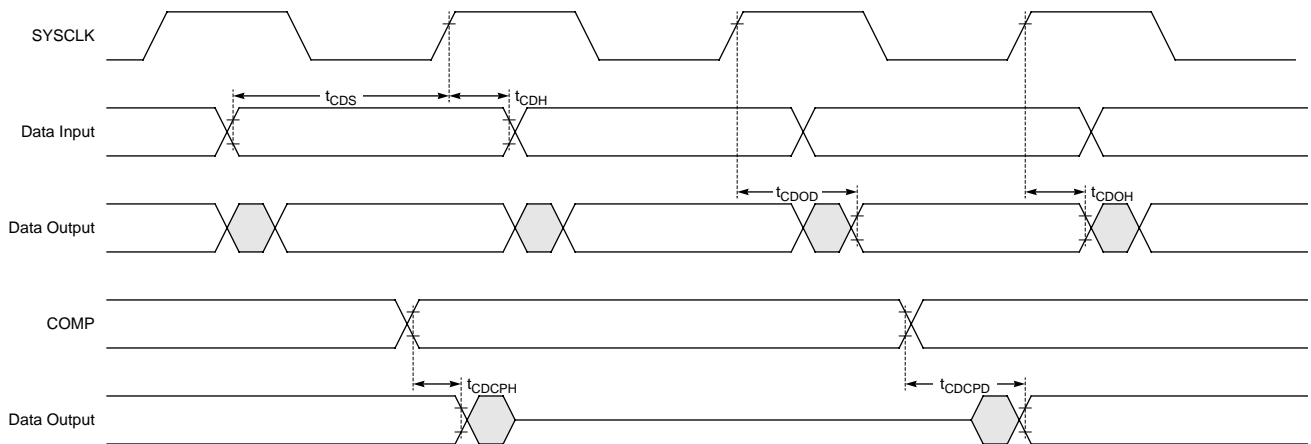 SYSCLK
tCDS
tCDH
Data Input
tCDOD
tCDOH
Data Output
COMP
tCDCPH
tCDCPD
Data Output